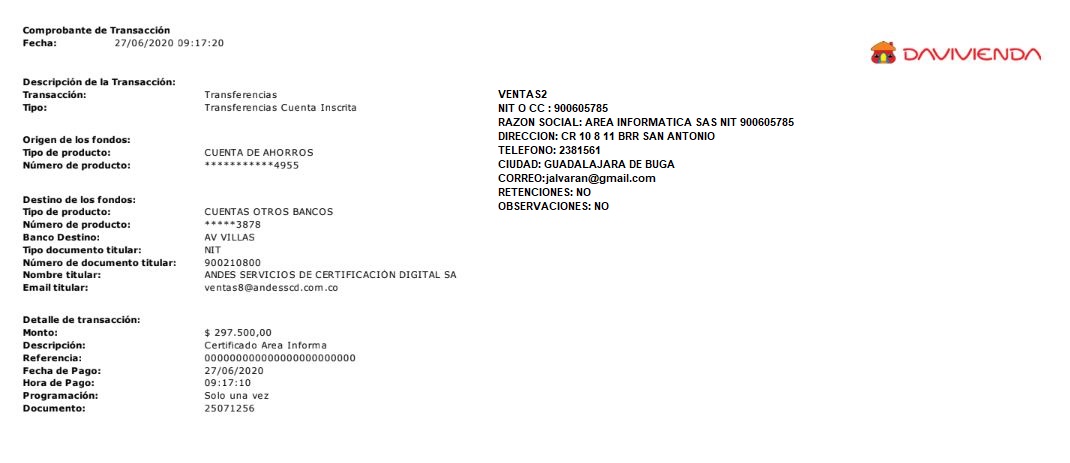 Comprobante de Transacción
Fecha: 27/06/2020 09:17:20
DAVIVIENDA
Descripción de la Transacción:
Transacción: Transferencias
Tipo: Transferencias Cuenta Inscrita
Origen de los fondos:
Tipo de producto: CUENTA DE AHORROS
Número de producto: ***********4955
Destino de los fondos:
Tipo de producto: CUENTAS OTROS BANCOS
Número de producto: *****3878
Banco Destino: AV VILLAS
Tipo documento titular: NIT
Número de documento titular: 900210800
Nombre titular: ANDES SERVICIOS DE CERTIFICACIÓN DIGITAL SA
Email titular: ventas8@andesscd.com.co
Detalle de transacción:
Monto: $ 297.500,00
Descripción: Certificado Area Informa
Referencia: 000000000000000000000000
Fecha de Pago: 27/06/2020
Hora de Pago: 09:17:10
Programación: Solo una vez
Documento: 25071256
VENTAS2
NIT O CC : 900605785
RAZON SOCIAL: AREA INFORMATICA SAS NIT 900605785
DIRECCION: CR 10 8 11 BRR SAN ANTONIO
TELEFONO: 2381561
CIUDAD: GUADALAJARA DE BUGA
CORREO:jalvaran@gmail.com
RETENCIONES: NO
OBSERVACIONES: NO